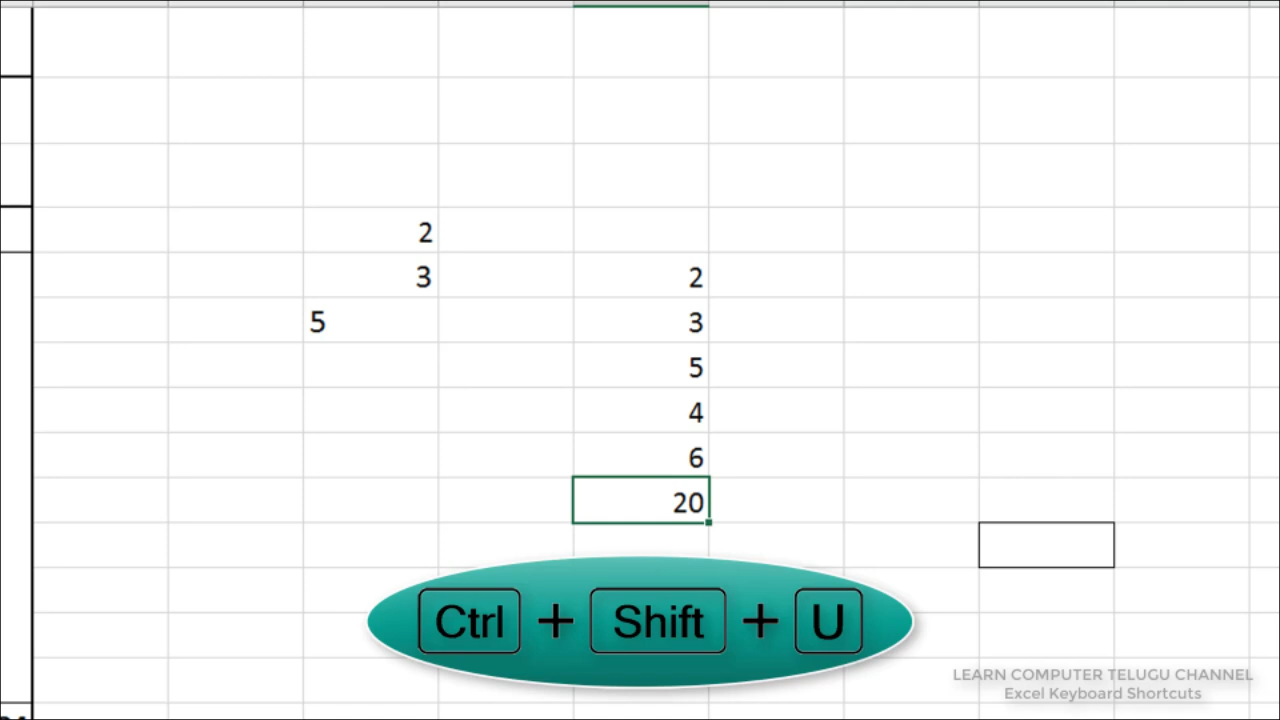 2
3 2
5 3
5
4
6
20
Ctrl + Shift + U
LEARN COMPUTER TELUGU CHANNEL
Excel Keyboard Shortcuts